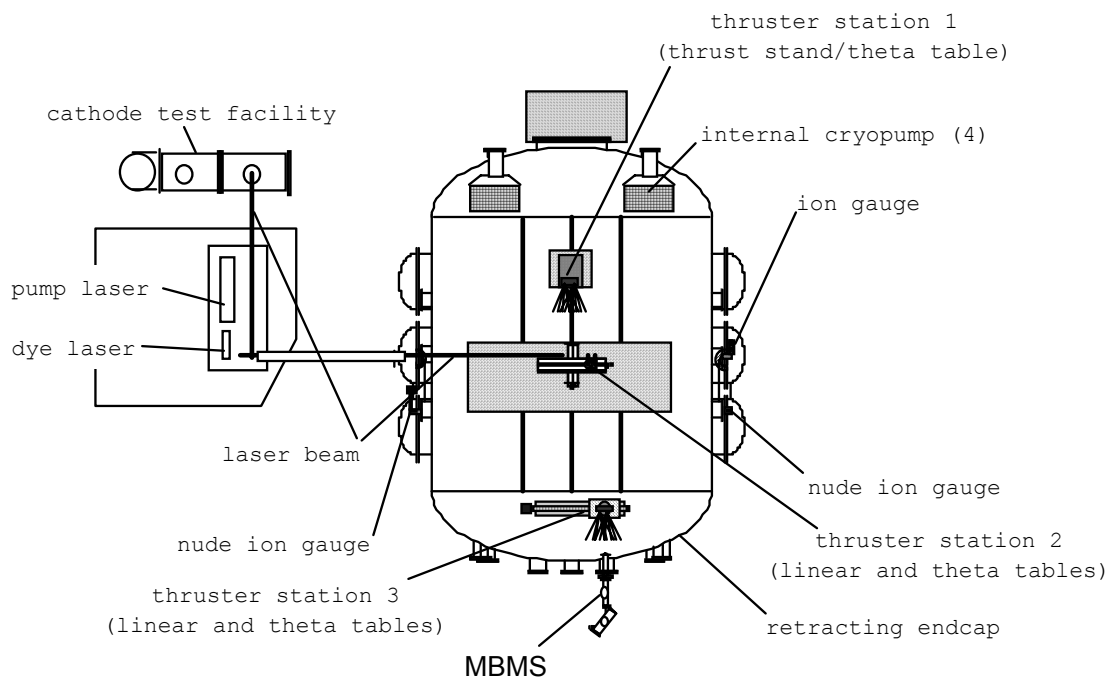 thruster station 1
(thrust stand/theta table)
cathode test facility
internal cryopump (4)
ion gauge
pump laser
dye laser
laser beam
nude ion gauge
nude ion gauge
thruster station 2
(linear and theta tables)
thruster station 3
(linear and theta tables)
retracting endcap
MBMS